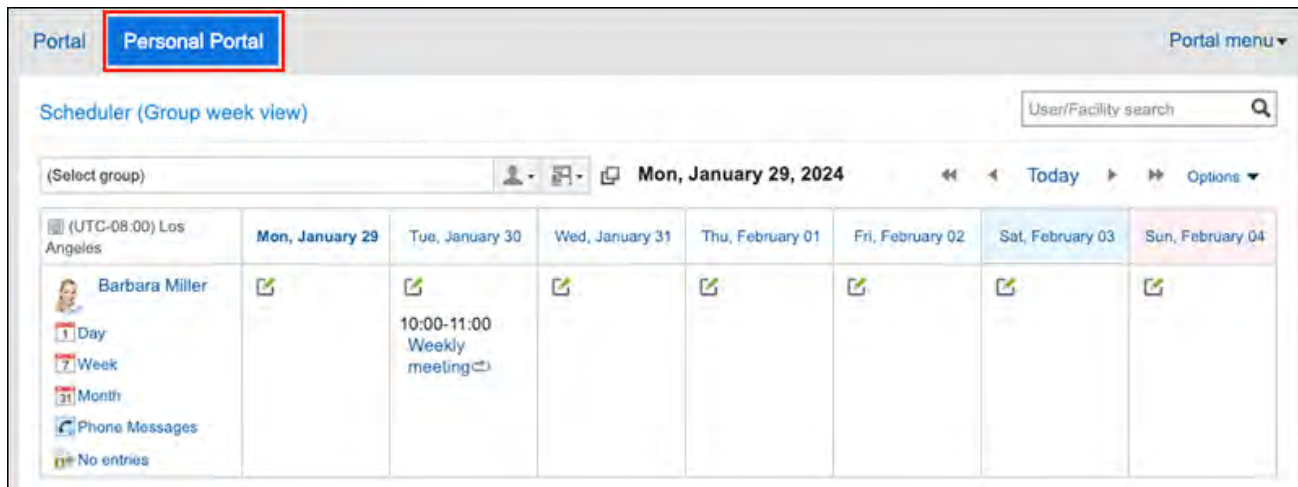 Portal Personal Portal Portal menu
Scheduler (Group week view) User/Facility search
(Select group) Mon, January 29, 2024 Today Options
(UTC-08:00) Los Angeles
Mon, January 29 Tue, January 30 Wed, January 31 Thu, February 01 Fri, February 02 Sat, February 03 Sun, February 04
Barbara Miller
1 Day
7 Week
31 Month
Phone Messages
No entries
10:00-11:00
Weekly
meeting